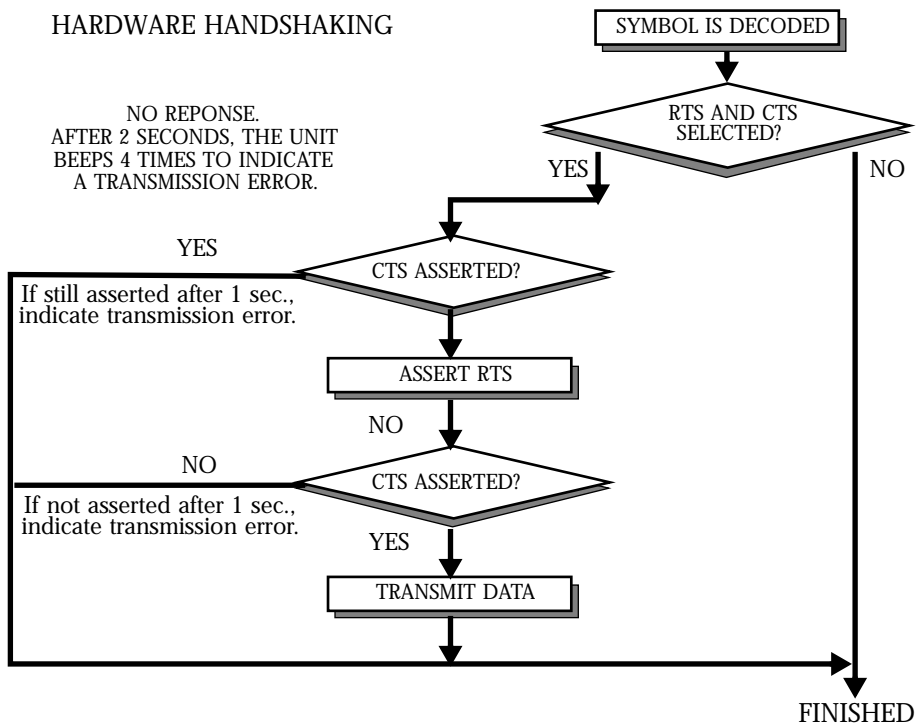 HARDWARE HANDSHAKING
SYMBOL IS DECODED
NO REPONSE.
AFTER 2 SECONDS, THE UNIT
BEEPS 4 TIMES TO INDICATE
A TRANSMISSION ERROR.
RTS AND CTS
SELECTED?
YES
NO
YES
CTS ASSERTED?
If still asserted after 1 sec.,
indicate transmission error.
ASSERT RTS
NO
NO
CTS ASSERTED?
If not asserted after 1 sec.,
indicate transmission error.
YES
TRANSMIT DATA
FINISHED